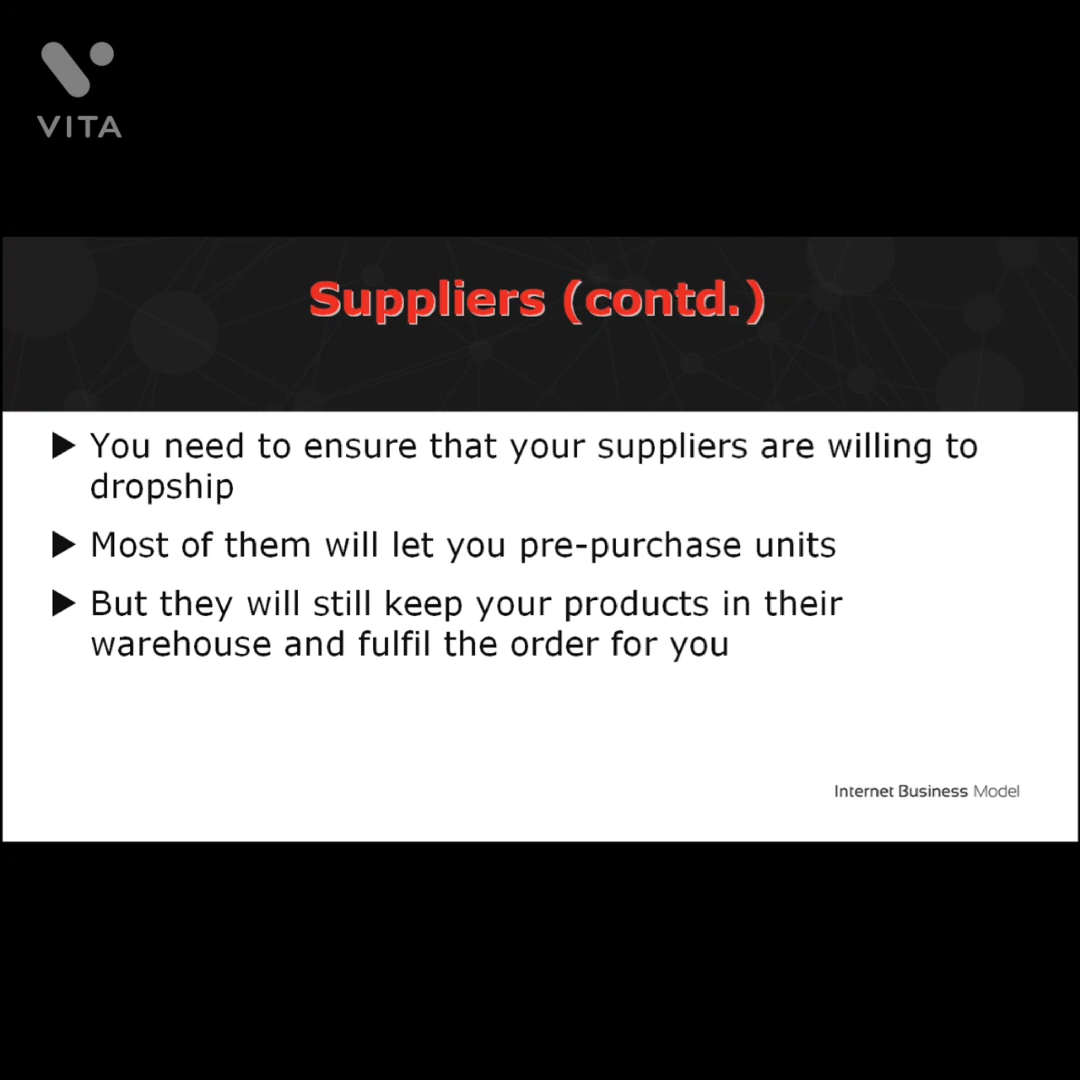 VITA
Suppliers (contd.)
You need to ensure that your suppliers are willing to
dropship
Most of them will let you pre-purchase units
But they will still keep your products in their
warehouse and fulfil the order for you
Internet Business Model